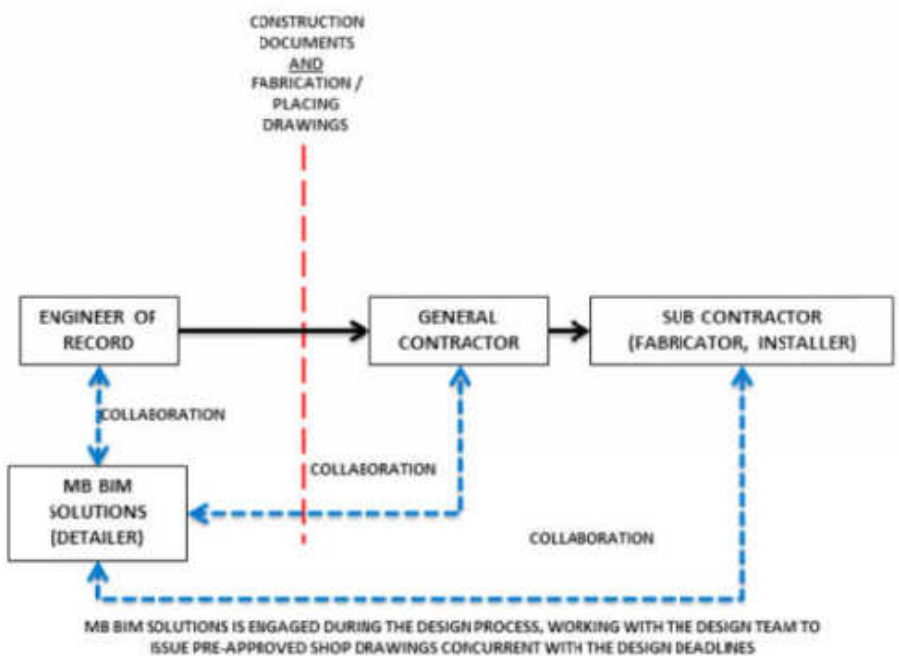 CONSTRUCTION
DOCUMENTS
AND
FABRICATION /
PLACING
DRAWINGS
ENGINEER OF
RECORD
GENERAL
CONTRACTOR
SUB CONTRACTOR
(FABRICATOR, INSTALLER)
COLLABORATION
COLLABORATION
MB BIM
SOLUTIONS
(DETAILER)
COLLABORATION
MB BIM SOLUTIONS IS ENGAGED DURING THE DESIGN PROCESS, WORKING WITH THE DESIGN TEAM TO
ISSUE PRE-APPROVED SHOP DRAWINGS CONCURRENT WITH THE DESIGN DEADLINES